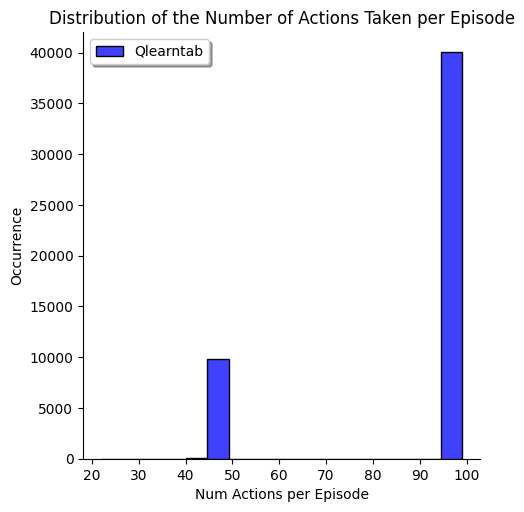 Distribution of the Number of Actions Taken per Episode
Qlearntab
40000
35000
30000
25000
20000
15000
10000
5000
0
Occurrence
20 30 40 50 60 70 80 90 100
Num Actions per Episode